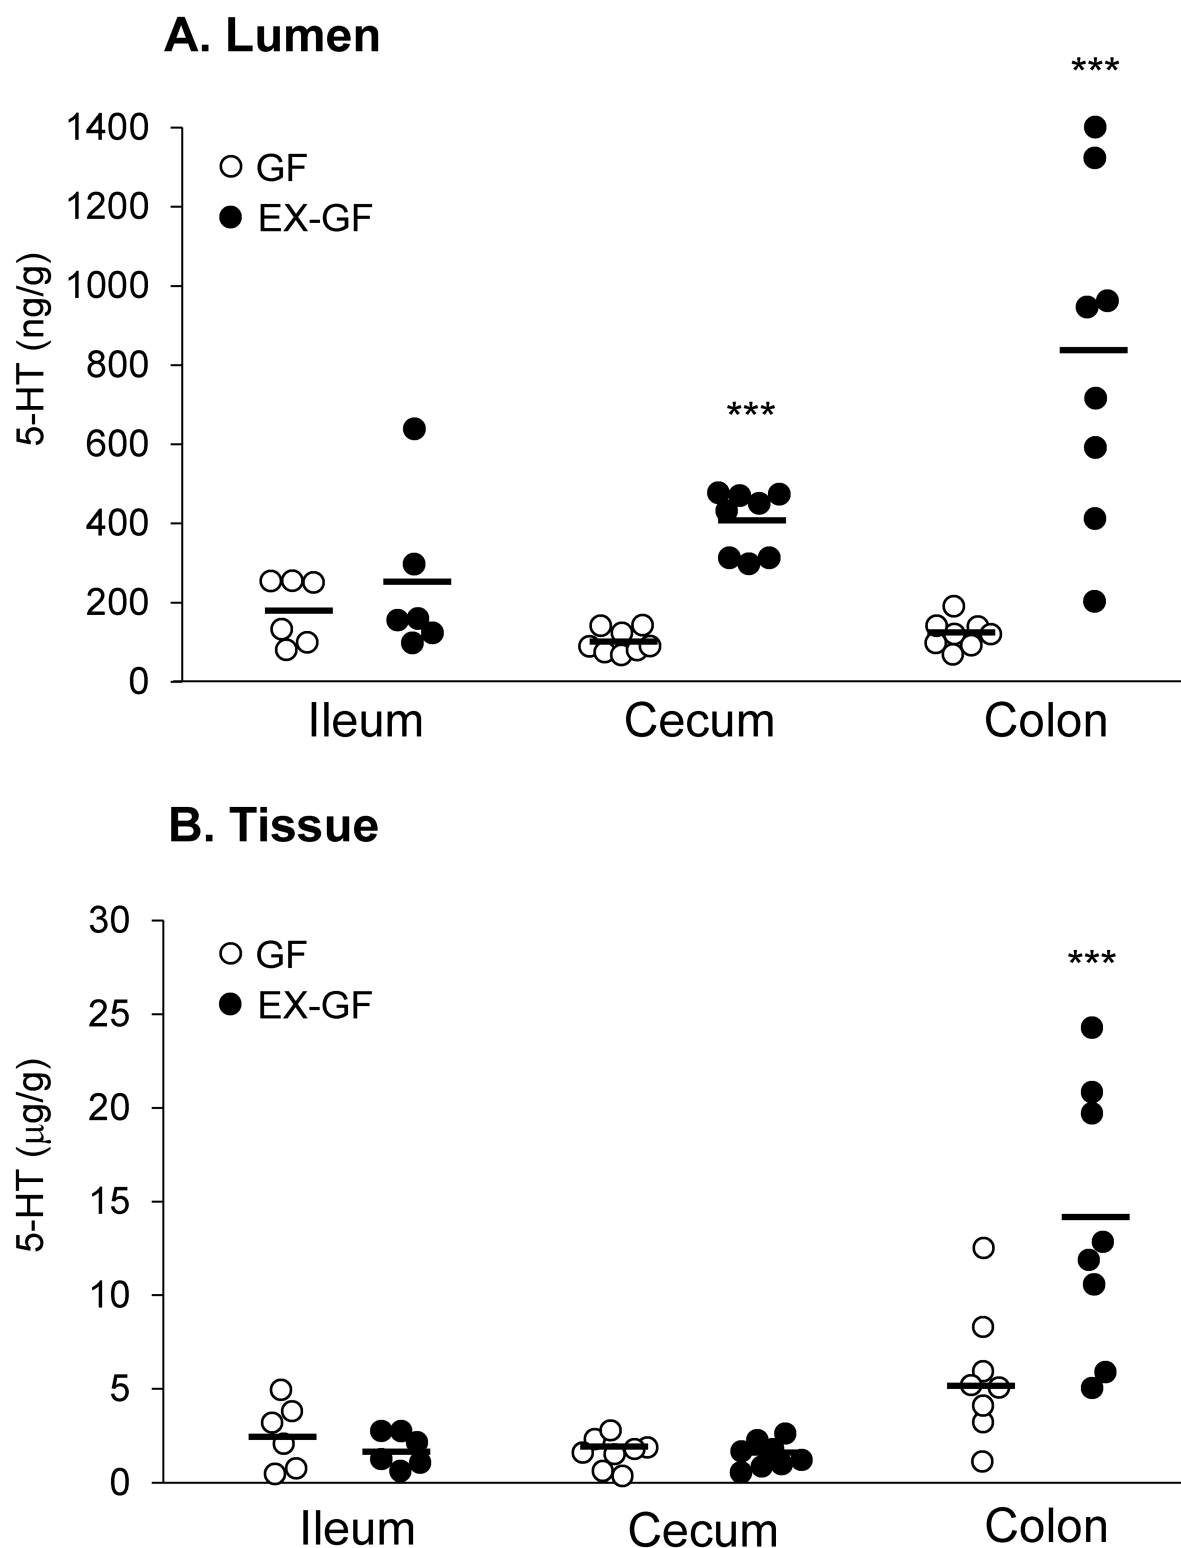 A. Lumen
***
1400
GF
1200
EX-GF
1000
5-HT (ng/g)
800
600
***
400
200
0
Ileum Cecum Colon
B. Tissue
30
GF
***
EX-GF
25
20
5-HT (μg/g)
15
10
5
0
Ileum Cecum Colon